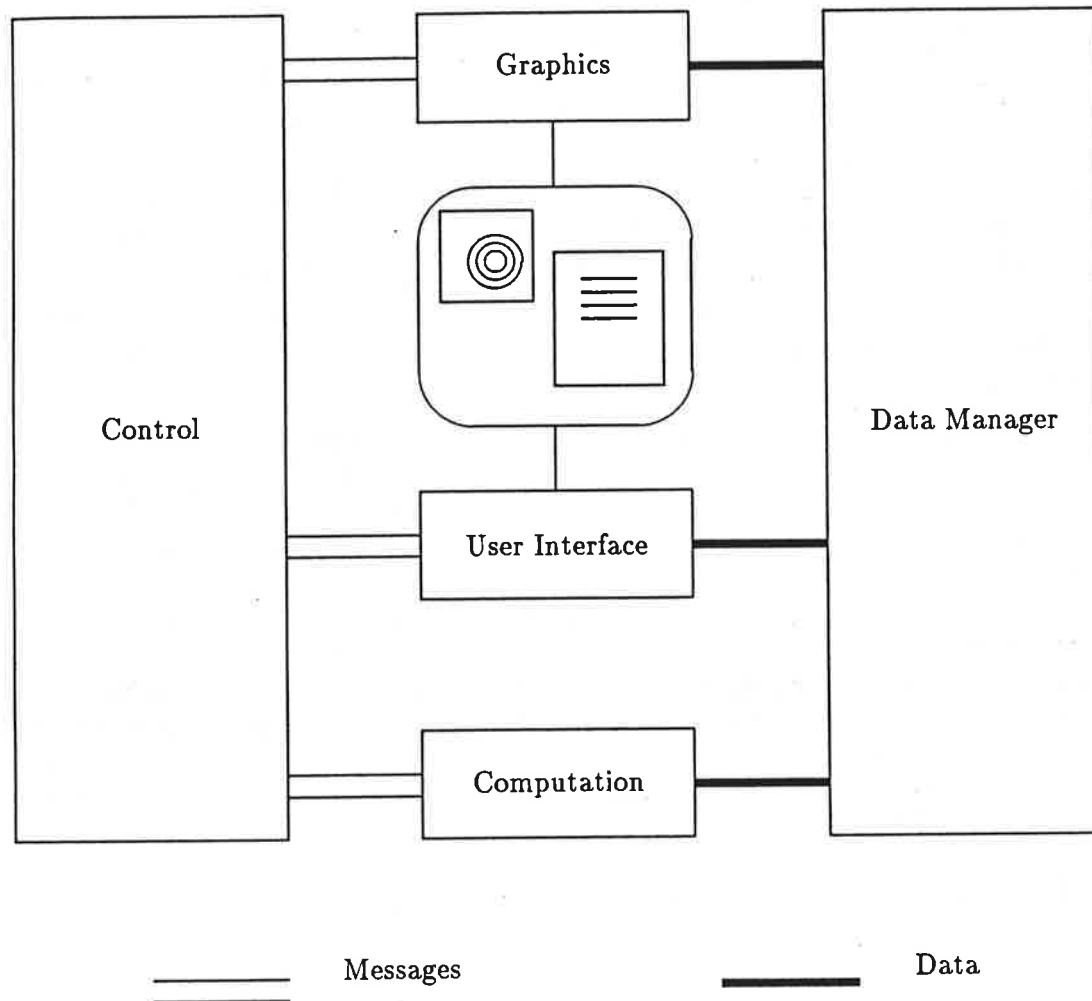 Graphics
Control
Data Manager
User Interface
Computation
Messages
Data